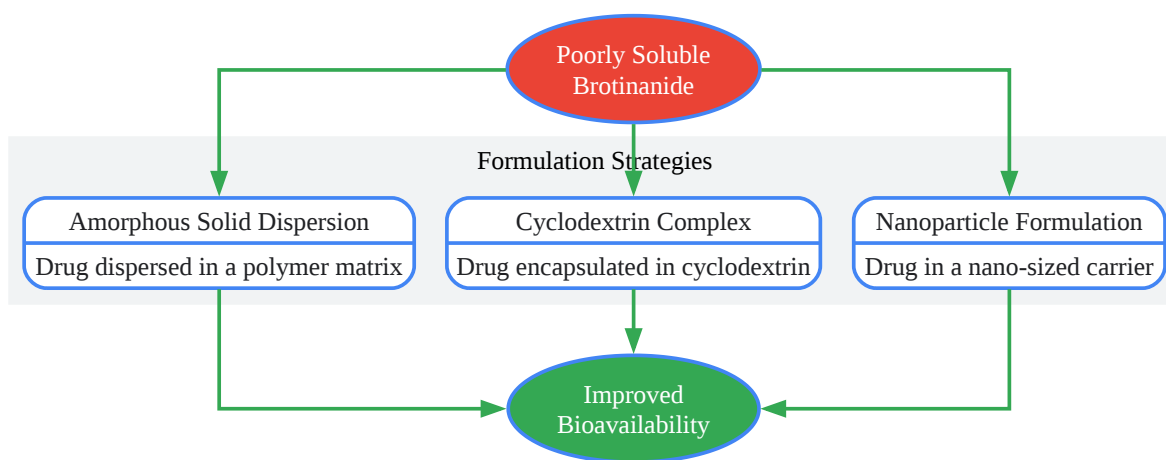 Poorly Soluble
Brotinanide
Formulation Strategies
Amorphous Solid Dispersion
Drug dispersed in a polymer matrix
Cyclodextrin Complex
Drug encapsulated in cyclodextrin
Nanoparticle Formulation
Drug in a nano-sized carrier
Improved
Bioavailability